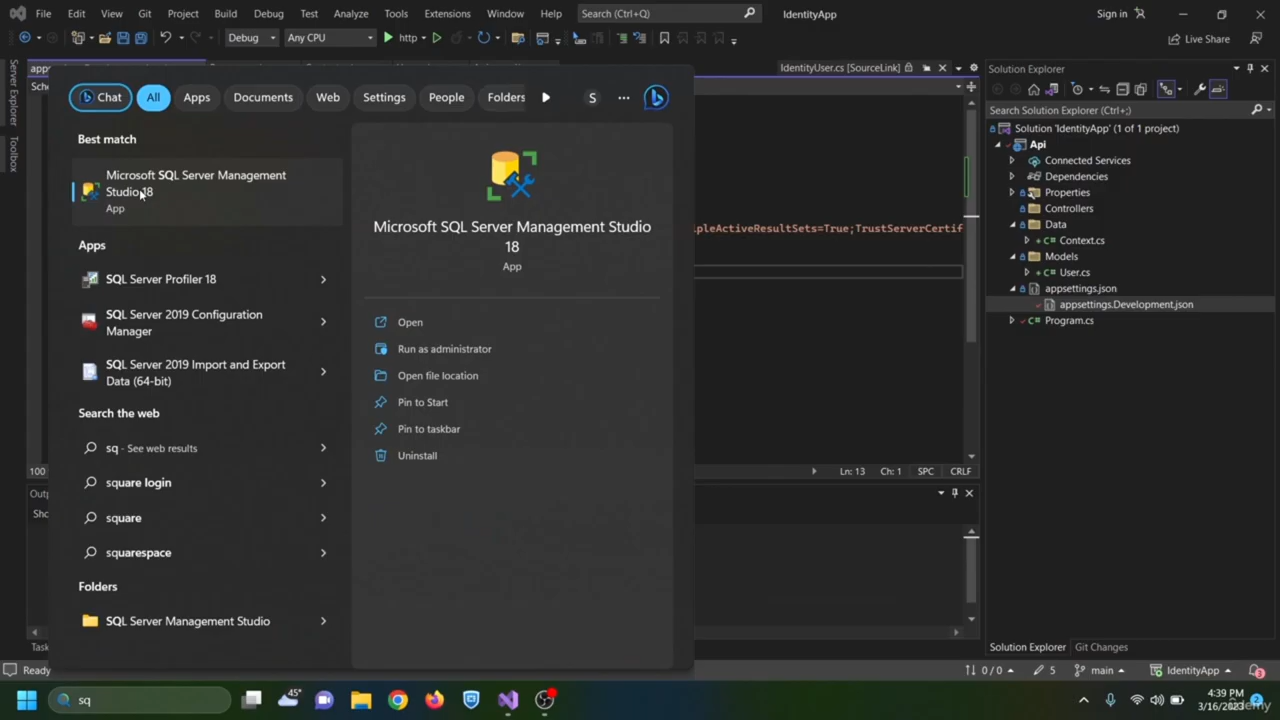 File Edit View Git Project Build Debug Test Analyze Tools Extensions Window Help Search (Ctrl+Q) IdentityApp Sign in
Debug Any CPU http Live Share
IdentityUser.cs [SourceLink]
Server Explorer
Toolbox
Chat All Apps Documents Web Settings People Folders S
Best match
Microsoft SQL Server Management
Studio 18
App
Apps
SQL Server Profiler 18
SQL Server 2019 Configuration
Manager
SQL Server 2019 Import and Export
Data (64-bit)
Search the web
sq - See web results
square login
square
squarespace
Folders
SQL Server Management Studio
Microsoft SQL Server Management Studio
18
App
Open
Run as administrator
Open file location
Pin to Start
Pin to taskbar
Uninstall
pleActiveResultSets=True;TrustServerCertif
100
Ln: 13 Ch: 1 SPC CRLF
Solution Explorer
Search Solution Explorer (Ctrl+;)
Solution 'IdentityApp' (1 of 1 project)
Api
Connected Services
Dependencies
Properties
Controllers
Data
Context.cs
Models
User.cs
appsettings.json
appsettings.Development.json
Program.cs
Solution Explorer Git Changes
Ready 0 / 0 5 main IdentityApp
sq
45°
4:39 PM
3/16/2023